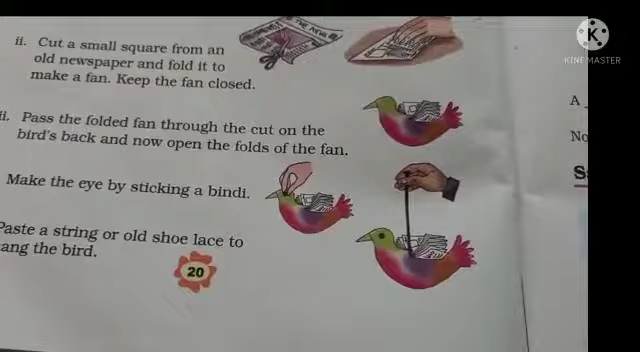 ii. Cut a small square from an
old newspaper and fold it to
make a fan. Keep the fan closed.
i. Pass the folded fan through the cut on the
bird's back and now open the folds of the fan.
Make the eye by sticking a bindi.
Paste a string or old shoe lace to
ang the bird.
20
A
No
K
KINEMASTER